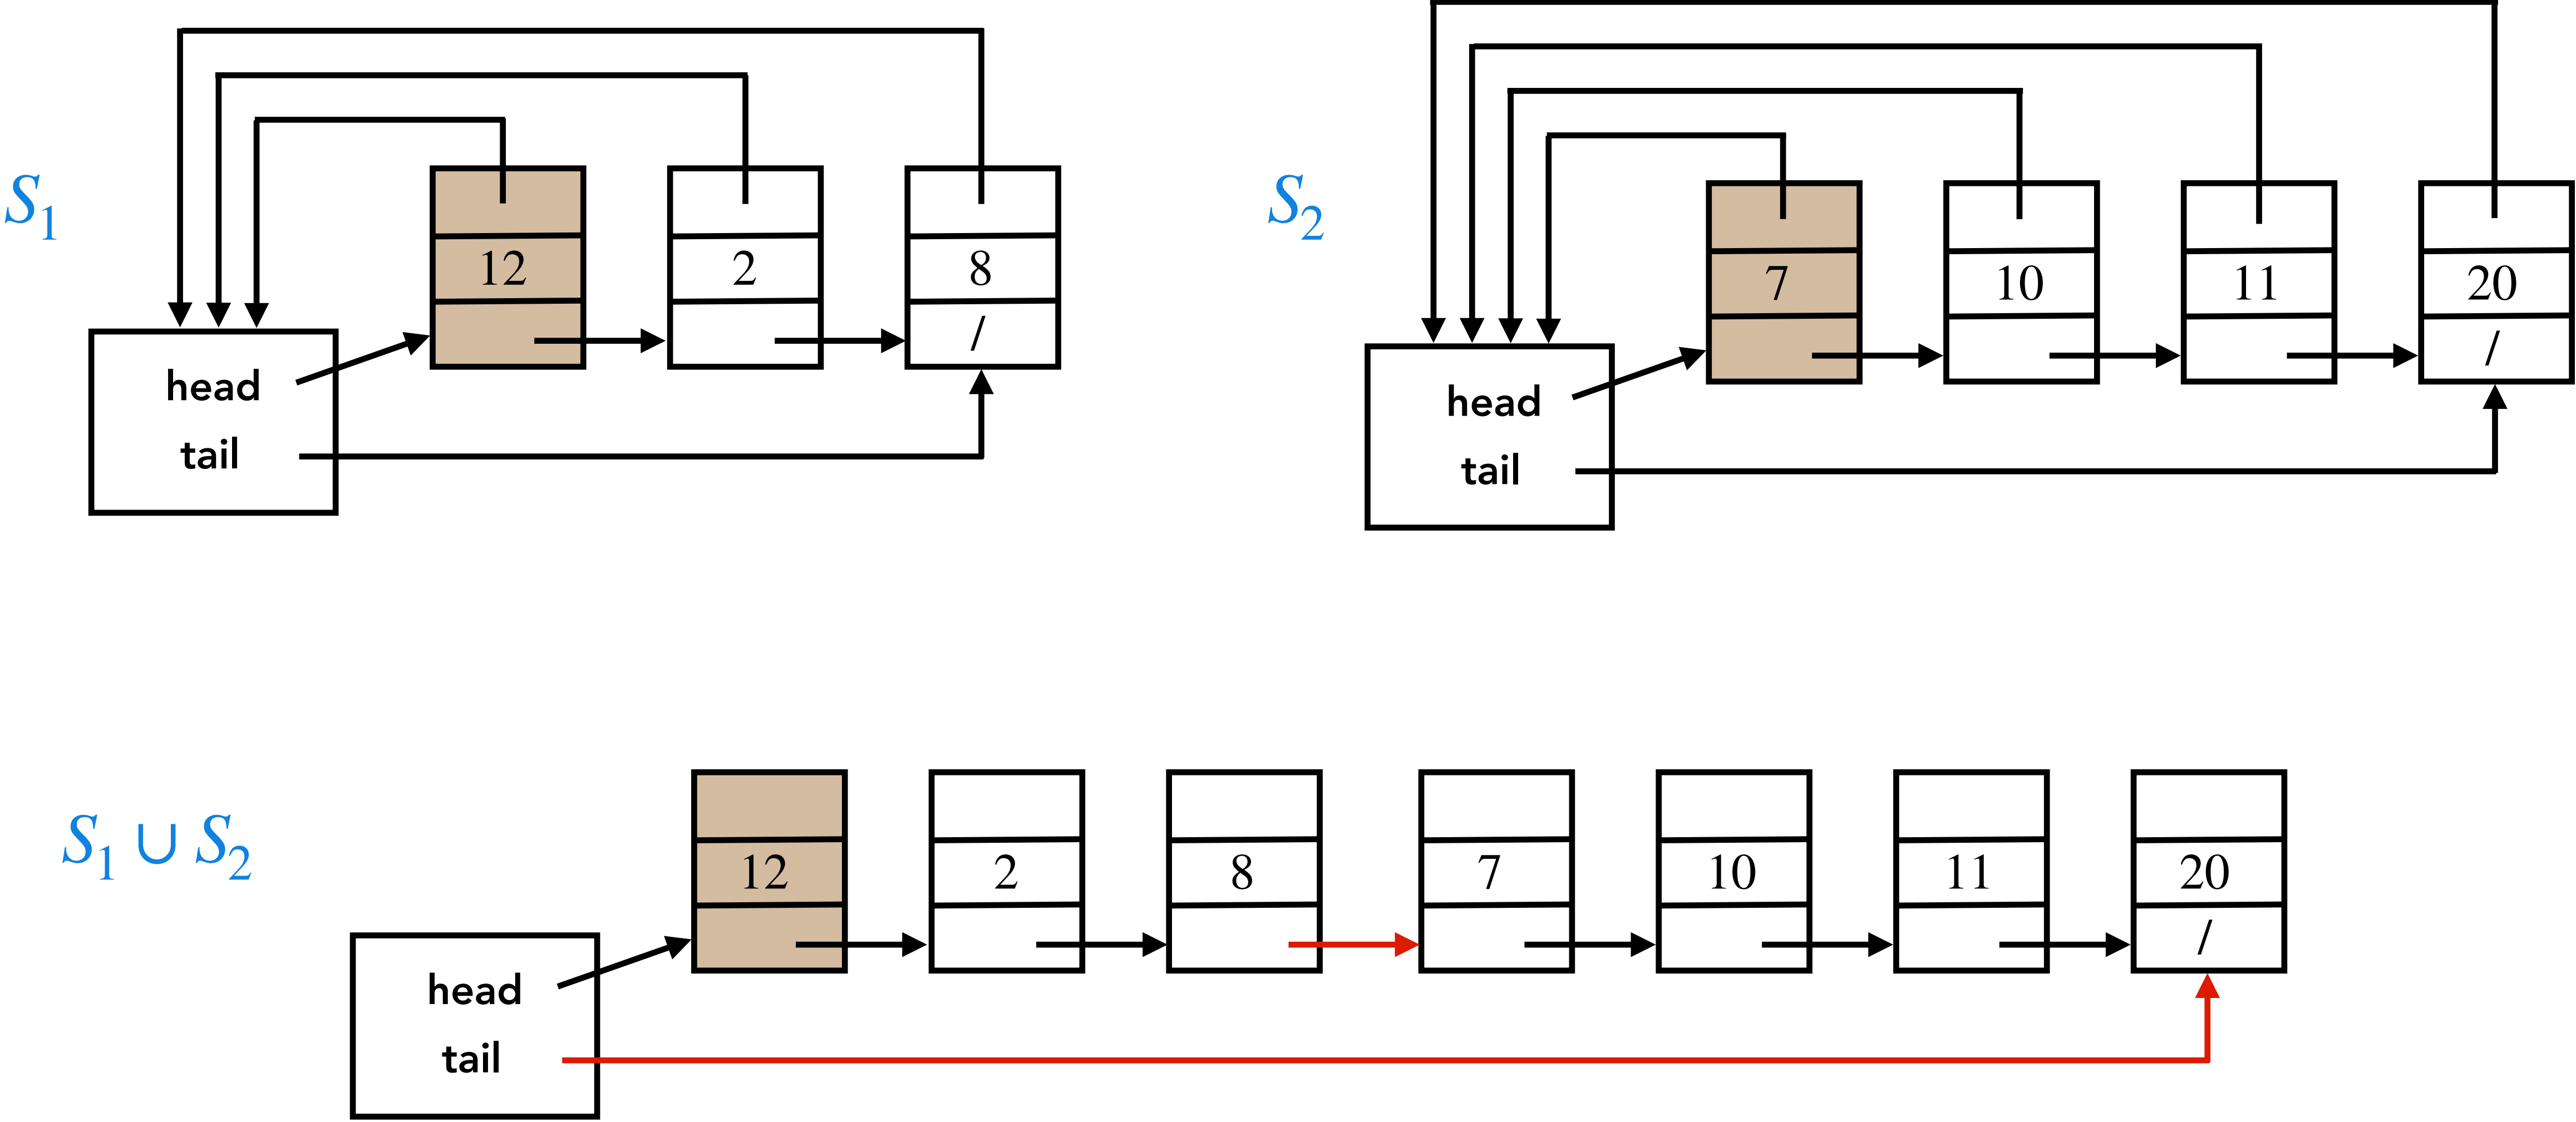 S₁
12 2 8
/
head
tail
S₂
7 10 11 20
/
head
tail
S₁ ∪ S₂
12 2 8 7 10 11 20
/
head
tail